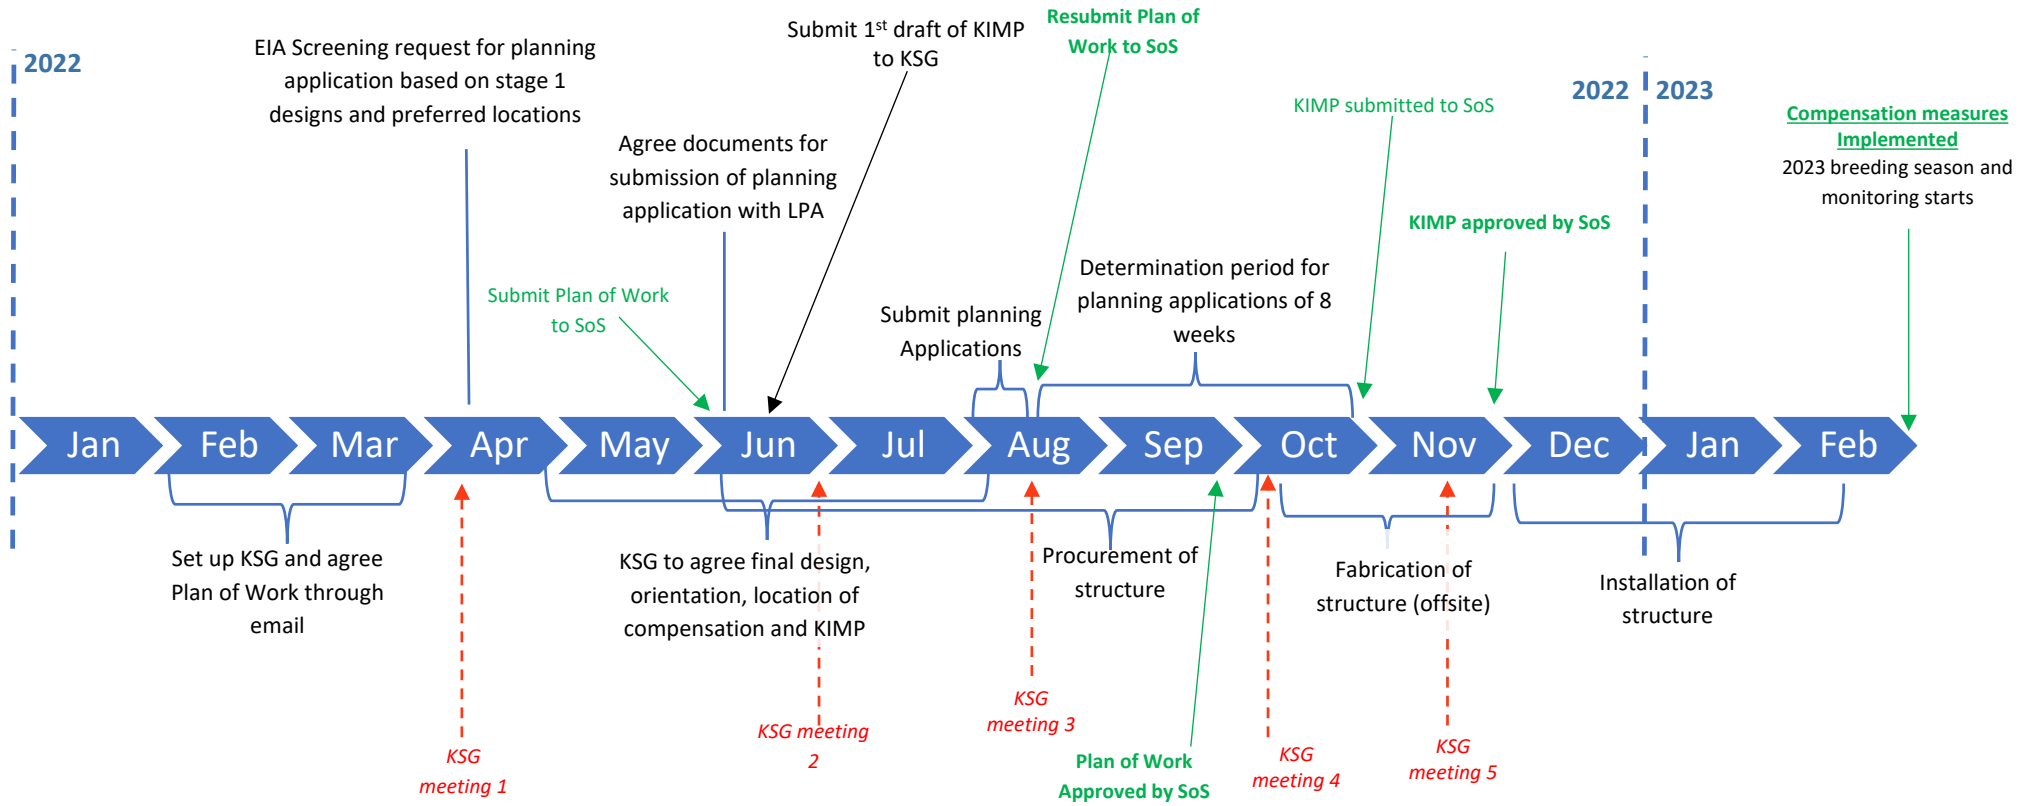 2022
EIA Screening request for planning
application based on stage 1
designs and preferred locations
Submit 1st draft of KIMP
to KSG
Resubmit Plan of
Work to SoS
2022
2023
KIMP submitted to SoS
Compensation measures
Implemented
2023 breeding season and
monitoring starts
Agree documents for
submission of planning
application with LPA
KIMP approved by SoS
Submit Plan of Work
to SoS
Submit planning
Applications
Determination period for
planning applications of 8
weeks
Jan
Feb
Mar
Apr
May
Jun
Jul
Aug
Sep
Oct
Nov
Dec
Jan
Feb
Set up KSG and agree
Plan of Work through
email
KSG to agree final design,
orientation, location of
compensation and KIMP
Procurement of
structure
Fabrication of
structure (offsite)
Installation of
structure
KSG
meeting 1
KSG meeting
2
KSG
meeting 3
Plan of Work
Approved by SoS
KSG
meeting 4
KSG
meeting 5